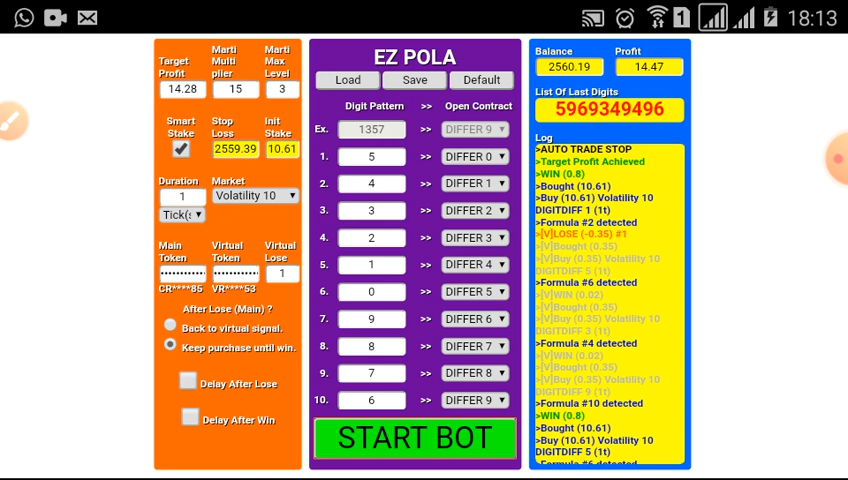 18:13
1
Target
Profit
Marti
Multi
plier
Marti
Max
Level
14.28
15
3
Smart
Stake
Stop
Loss
Init
Stake
2559.39
10.61
Duration
Market
1
Volatility 10
Tick(s
Main
Token
Virtual
Token
Virtual
Lose
••••••••••••
••••••••••••
1
CR****85
VR****53
After Lose (Main) ?
Back to virtual signal.
Keep purchase until win.
Delay After Lose
Delay After Win
EZ POLA
Load
Save
Default
Digit Pattern >> Open Contract
Ex. 1357 >> DIFFER 9
1. 5 >> DIFFER 0
2. 4 >> DIFFER 1
3. 3 >> DIFFER 2
4. 2 >> DIFFER 3
5. 1 >> DIFFER 4
6. 0 >> DIFFER 5
7. 9 >> DIFFER 6
8. 8 >> DIFFER 7
9. 7 >> DIFFER 8
10. 6 >> DIFFER 9
START BOT
Balance
Profit
2560.19
14.47
List Of Last Digits
5969349496
Log
>AUTO TRADE STOP
>Target Profit Achieved
>WIN (0.8)
>Bought (10.61)
>Buy (10.61) Volatility 10
DIGITDIFF 1 (1t)
>Formula #2 detected
>[V]LOSE (-0.35) #1
>[V]Bought (0.35)
>[V]Buy (0.35) Volatility 10
DIGITDIFF 5 (1t)
>Formula #6 detected
>[V]WIN (0.02)
>[V]Bought (0.35)
>[V]Buy (0.35) Volatility 10
DIGITDIFF 3 (1t)
>Formula #4 detected
>[V]WIN (0.02)
>[V]Bought (0.35)
>[V]Buy (0.35) Volatility 10
DIGITDIFF 9 (1t)
>Formula #10 detected
>WIN (0.8)
>Bought (10.61)
>Buy (10.61) Volatility 10
DIGITDIFF 5 (1t)
>Formula #6 detected